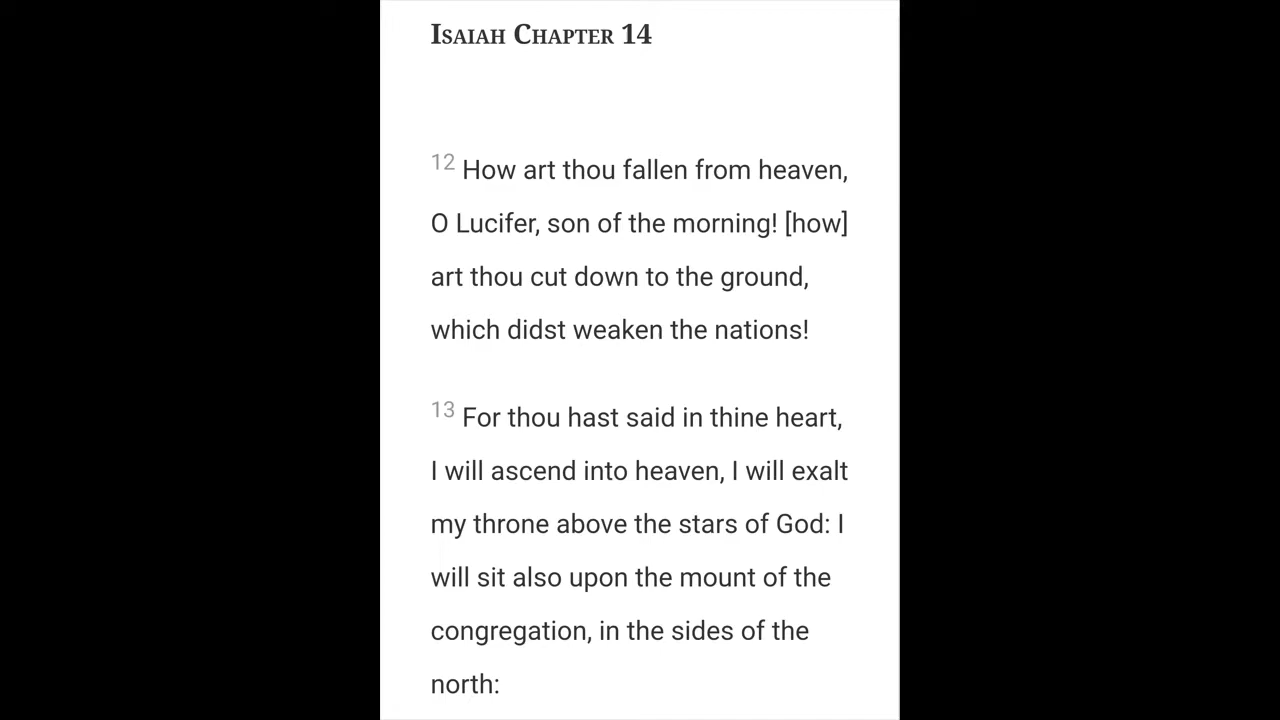 Isaiah Chapter 14
12 How art thou fallen from heaven,
O Lucifer, son of the morning! [how]
art thou cut down to the ground,
which didst weaken the nations!
13 For thou hast said in thine heart,
I will ascend into heaven, I will exalt
my throne above the stars of God: I
will sit also upon the mount of the
congregation, in the sides of the
north: